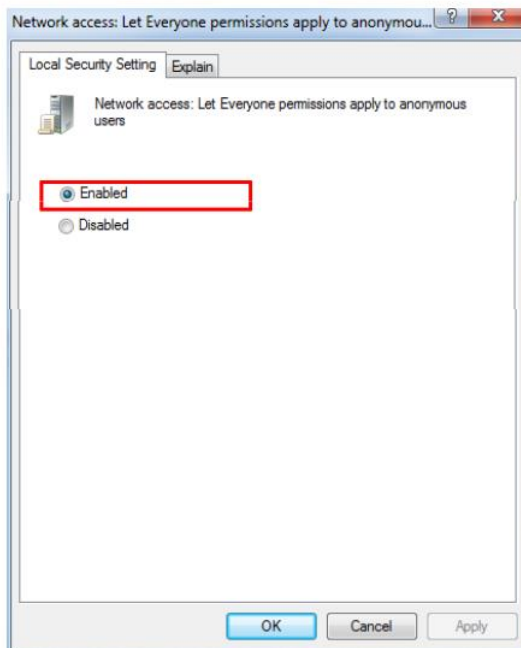 Network access: Let Everyone permissions apply to anonymou...
Local Security Setting
Explain
Network access: Let Everyone permissions apply to anonymous
users
Enabled
Disabled
OK
Cancel
Apply